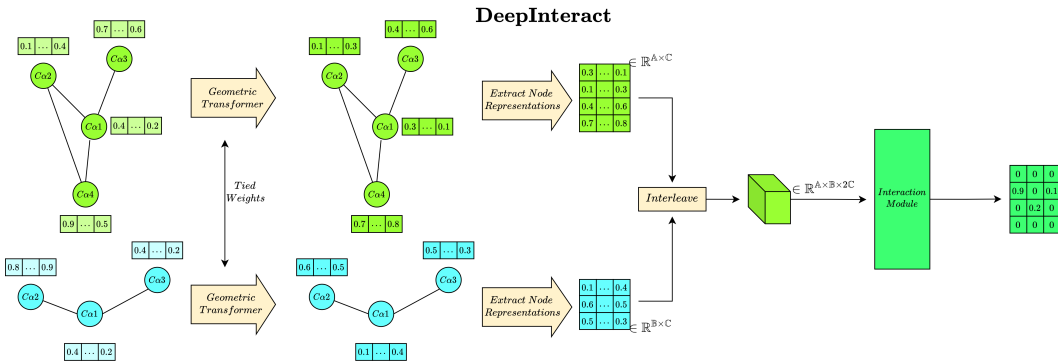 DeepInteract
0.7 ... 0.6
0.1 ... 0.4
Cα3
Cα2
Cα1
0.4 ... 0.2
Cα4
0.9 ... 0.5
Geometric
Transformer
0.4 ... 0.6
0.1 ... 0.3
Cα3
Cα2
Cα1
0.3 ... 0.1
Cα4
0.7 ... 0.8
Extract Node
Representations
∈ ℝ^{𝔸×ℂ}
0.3 ... 0.1
0.1 ... 0.3
0.4 ... 0.6
0.7 ... 0.8
Tied
Weights
Interleave
∈ ℝ^{𝔸×𝔹×2ℂ}
Interaction
Module
0 0 0
0.9 0 0.1
0 0.2 0
0 0 0
0.4 ... 0.2
0.8 ... 0.9
Cα3
Cα2
Cα1
0.4 ... 0.2
Geometric
Transformer
0.5 ... 0.3
0.6 ... 0.5
Cα3
Cα2
Cα1
0.1 ... 0.4
Extract Node
Representations
0.1 ... 0.4
0.6 ... 0.5
0.5 ... 0.3
∈ ℝ^{𝔹×ℂ}